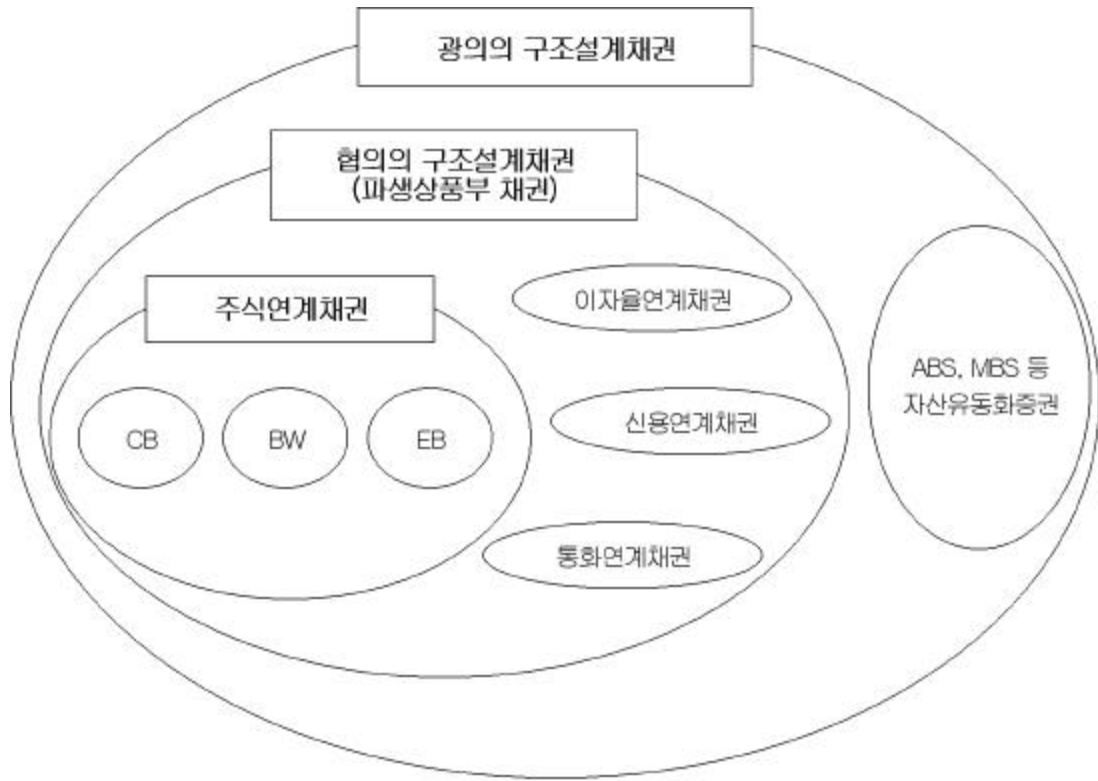 광의의 구조설계채권
협의의 구조설계채권
(파생상품부 채권)
주식연계채권
이자율연계채권
ABS, MBS 등
자산유동화증권
신용연계채권
CB
BW
EB
통화연계채권